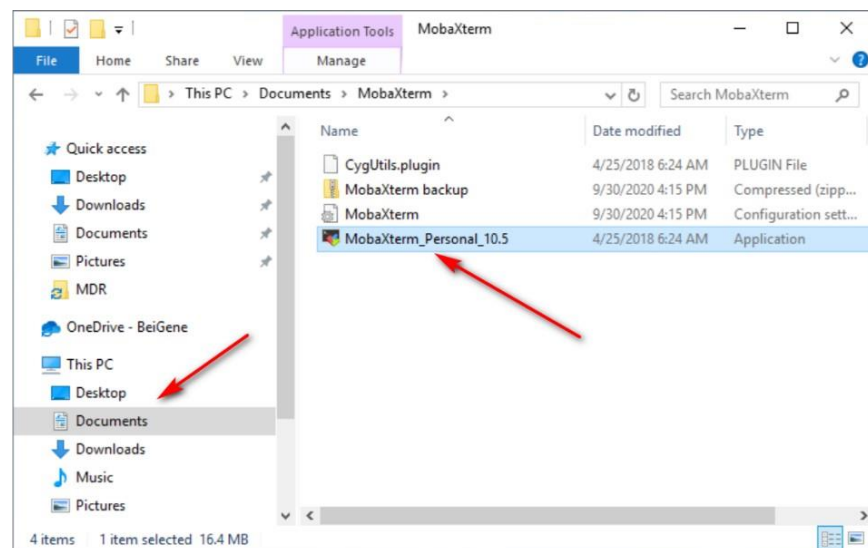 Application Tools MobaXterm
File Home Share View Manage
This PC Documents MobaXterm Search MobaXterm
Name Date modified Type
Quick access
Desktop
Downloads
Documents
Pictures
MDR
OneDrive - BeiGene
This PC
Desktop
Documents
Downloads
Music
Pictures
CygUtils.plugin 4/25/2018 6:24 AM PLUGIN File
MobaXterm backup 9/30/2020 4:15 PM Compressed (zipp...
MobaXterm 9/30/2020 4:15 PM Configuration sett...
MobaXterm_Personal_10.5 4/25/2018 6:24 AM Application
4 items 1 item selected 16.4 MB